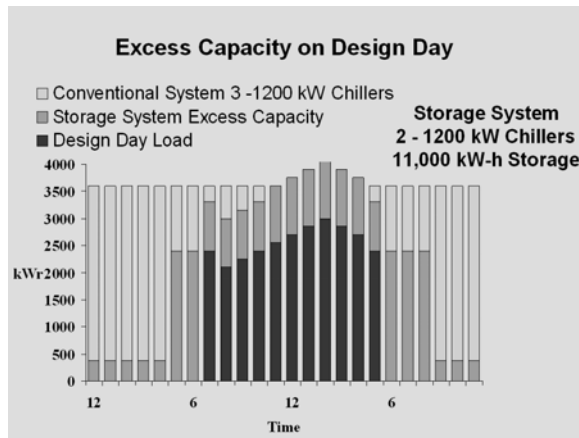 Excess Capacity on Design Day
Conventional System 3 -1200 kW Chillers
Storage System Excess Capacity
Design Day Load
Storage System
2 - 1200 kW Chillers
11,000 kW-h Storage
4000
3500
3000
2500
kWr2000
1500
1000
500
0
12 6 12 6
Time